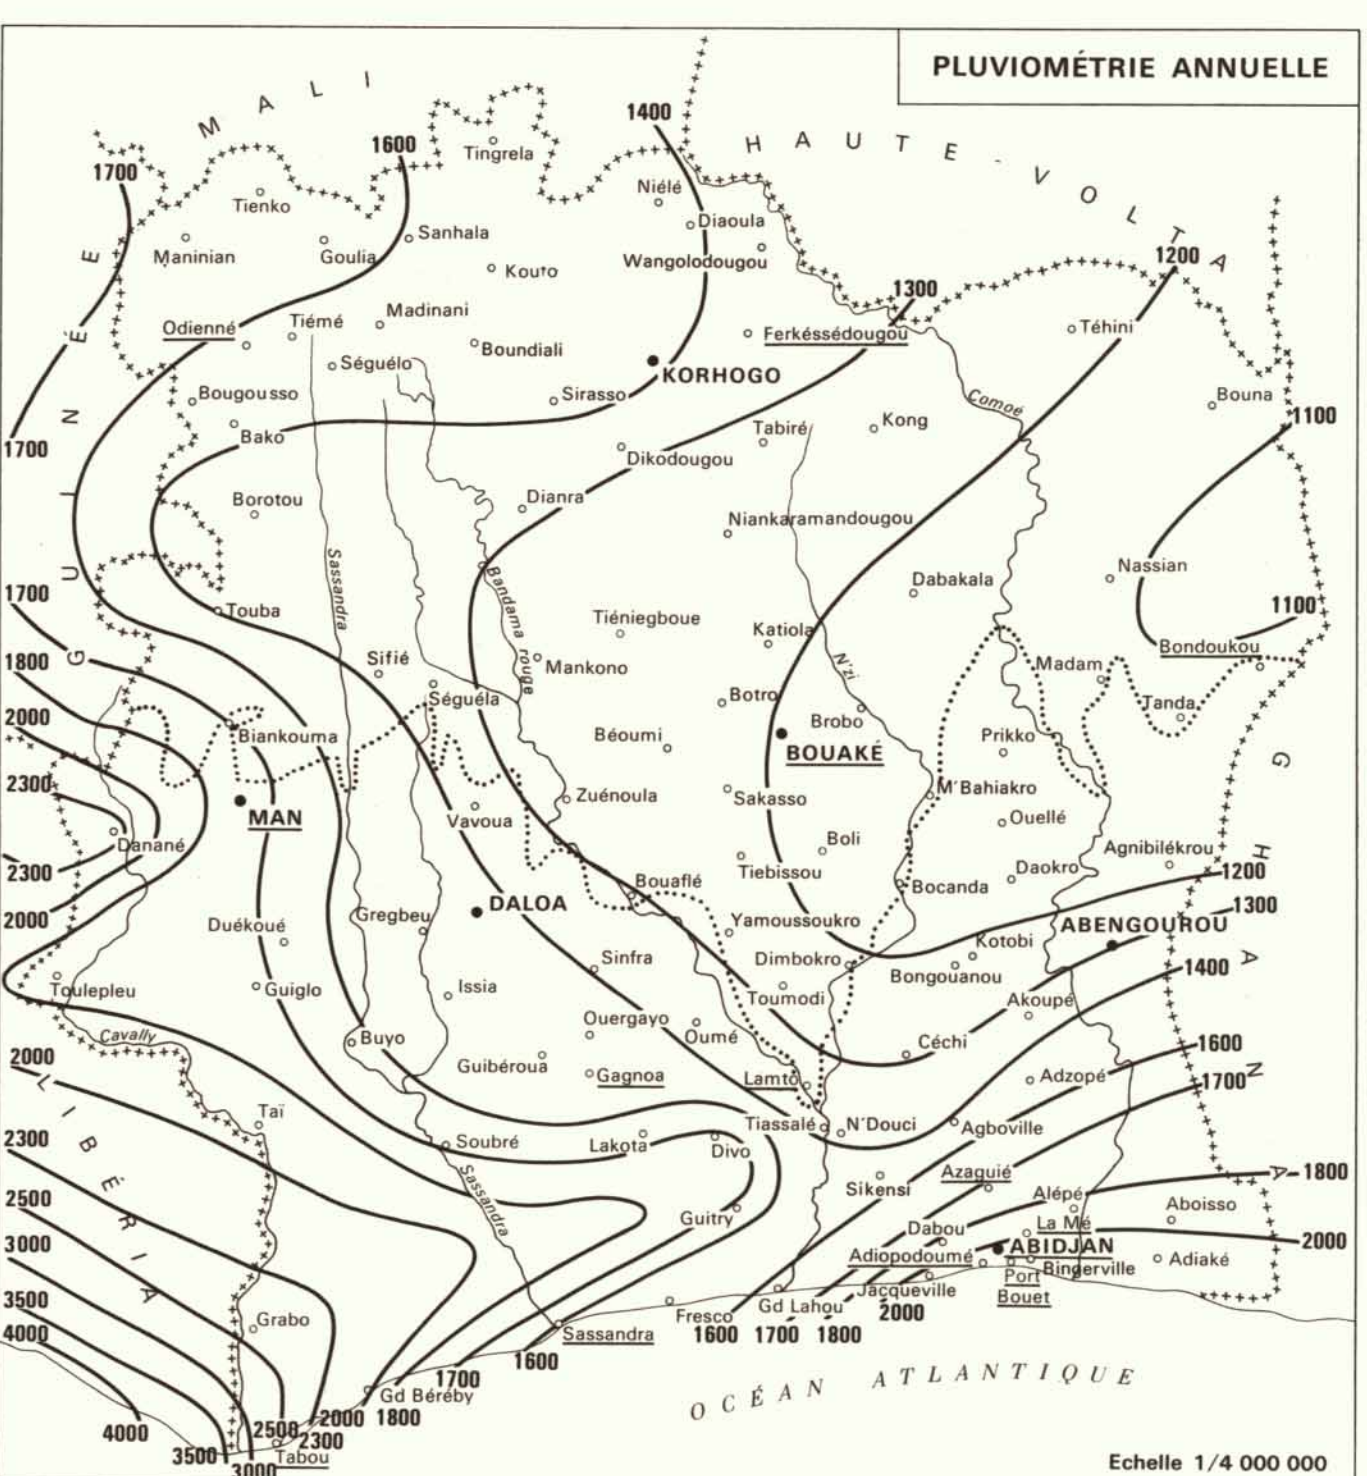 PLUVIOMÉTRIE ANNUELLE
MALI
1400
HAUTE-VOLTA
1600
Tingrela
1700
Niélé
Tienko
Diaoula
Sanhala
Maninian
Goulia
Kouto
Wangolodougou
1200
1300
GUINÉE
Madinani
Odienné
Tiémé
Ferkéssédougou
Téhini
Séguélo
Boundiali
KORHOGO
Bougousso
Sirasso
Comoé
Bouna
1100
Bako
Tabiré
Kong
1700
Dikodougou
Borotou
Dianra
Niankaramandougou
Sassandra
Bandama rouge
Nassian
Dabakala
1700
1100
Touba
Tiéniegboue
Katiola
N'zi
Bondoukou
1800
Sifié
Mankono
Madam
Séguéla
Botro
Tanda
2000
Brobo
Biankouma
Béoumi
BOUAKÉ
Prikko
GHANA
2300
Zuénoula
Sakasso
M'Bahiakro
MAN
Vavoua
Ouellé
Danané
Boli
Agnibilékrou
2300
Tiebissou
Daokro
1200
Bouaflé
Bocanda
DALOA
1300
2000
Gregbeu
Yamoussoukro
ABENGOUROU
Duékoué
Kotobi
Sinfra
Dimbokro
1400
Bongouanou
Toulepleu
Guiglo
Issia
Toumodi
Akoupé
Ouergayo
Cavally
Buyo
Oumé
Céchi
1600
2000
Guibéroua
Gagnoa
Lamto
Adzopé
1700
LIBÉRIA
Taï
Tiassalé
N'Douci
Agboville
2300
Soubré
Lakota
Divo
Azaguié
1800
Sikensi
Alépé
2500
Sassandra
Guitry
Aboisso
Dabou
La Mé
3000
ABIDJAN
2000
Adiopodoumé
Adiaké
Bingerville
Port
Bouet
3500
Jacqueville
Gd Lahou
Grabo
Fresco
2000
4000
Sassandra
1600
1700
1800
1600
1700
Gd Béréby
OCÉAN ATLANTIQUE
2000
1800
4000
2500
2300
3500
Tabou
3000
Echelle 1/4 000 000